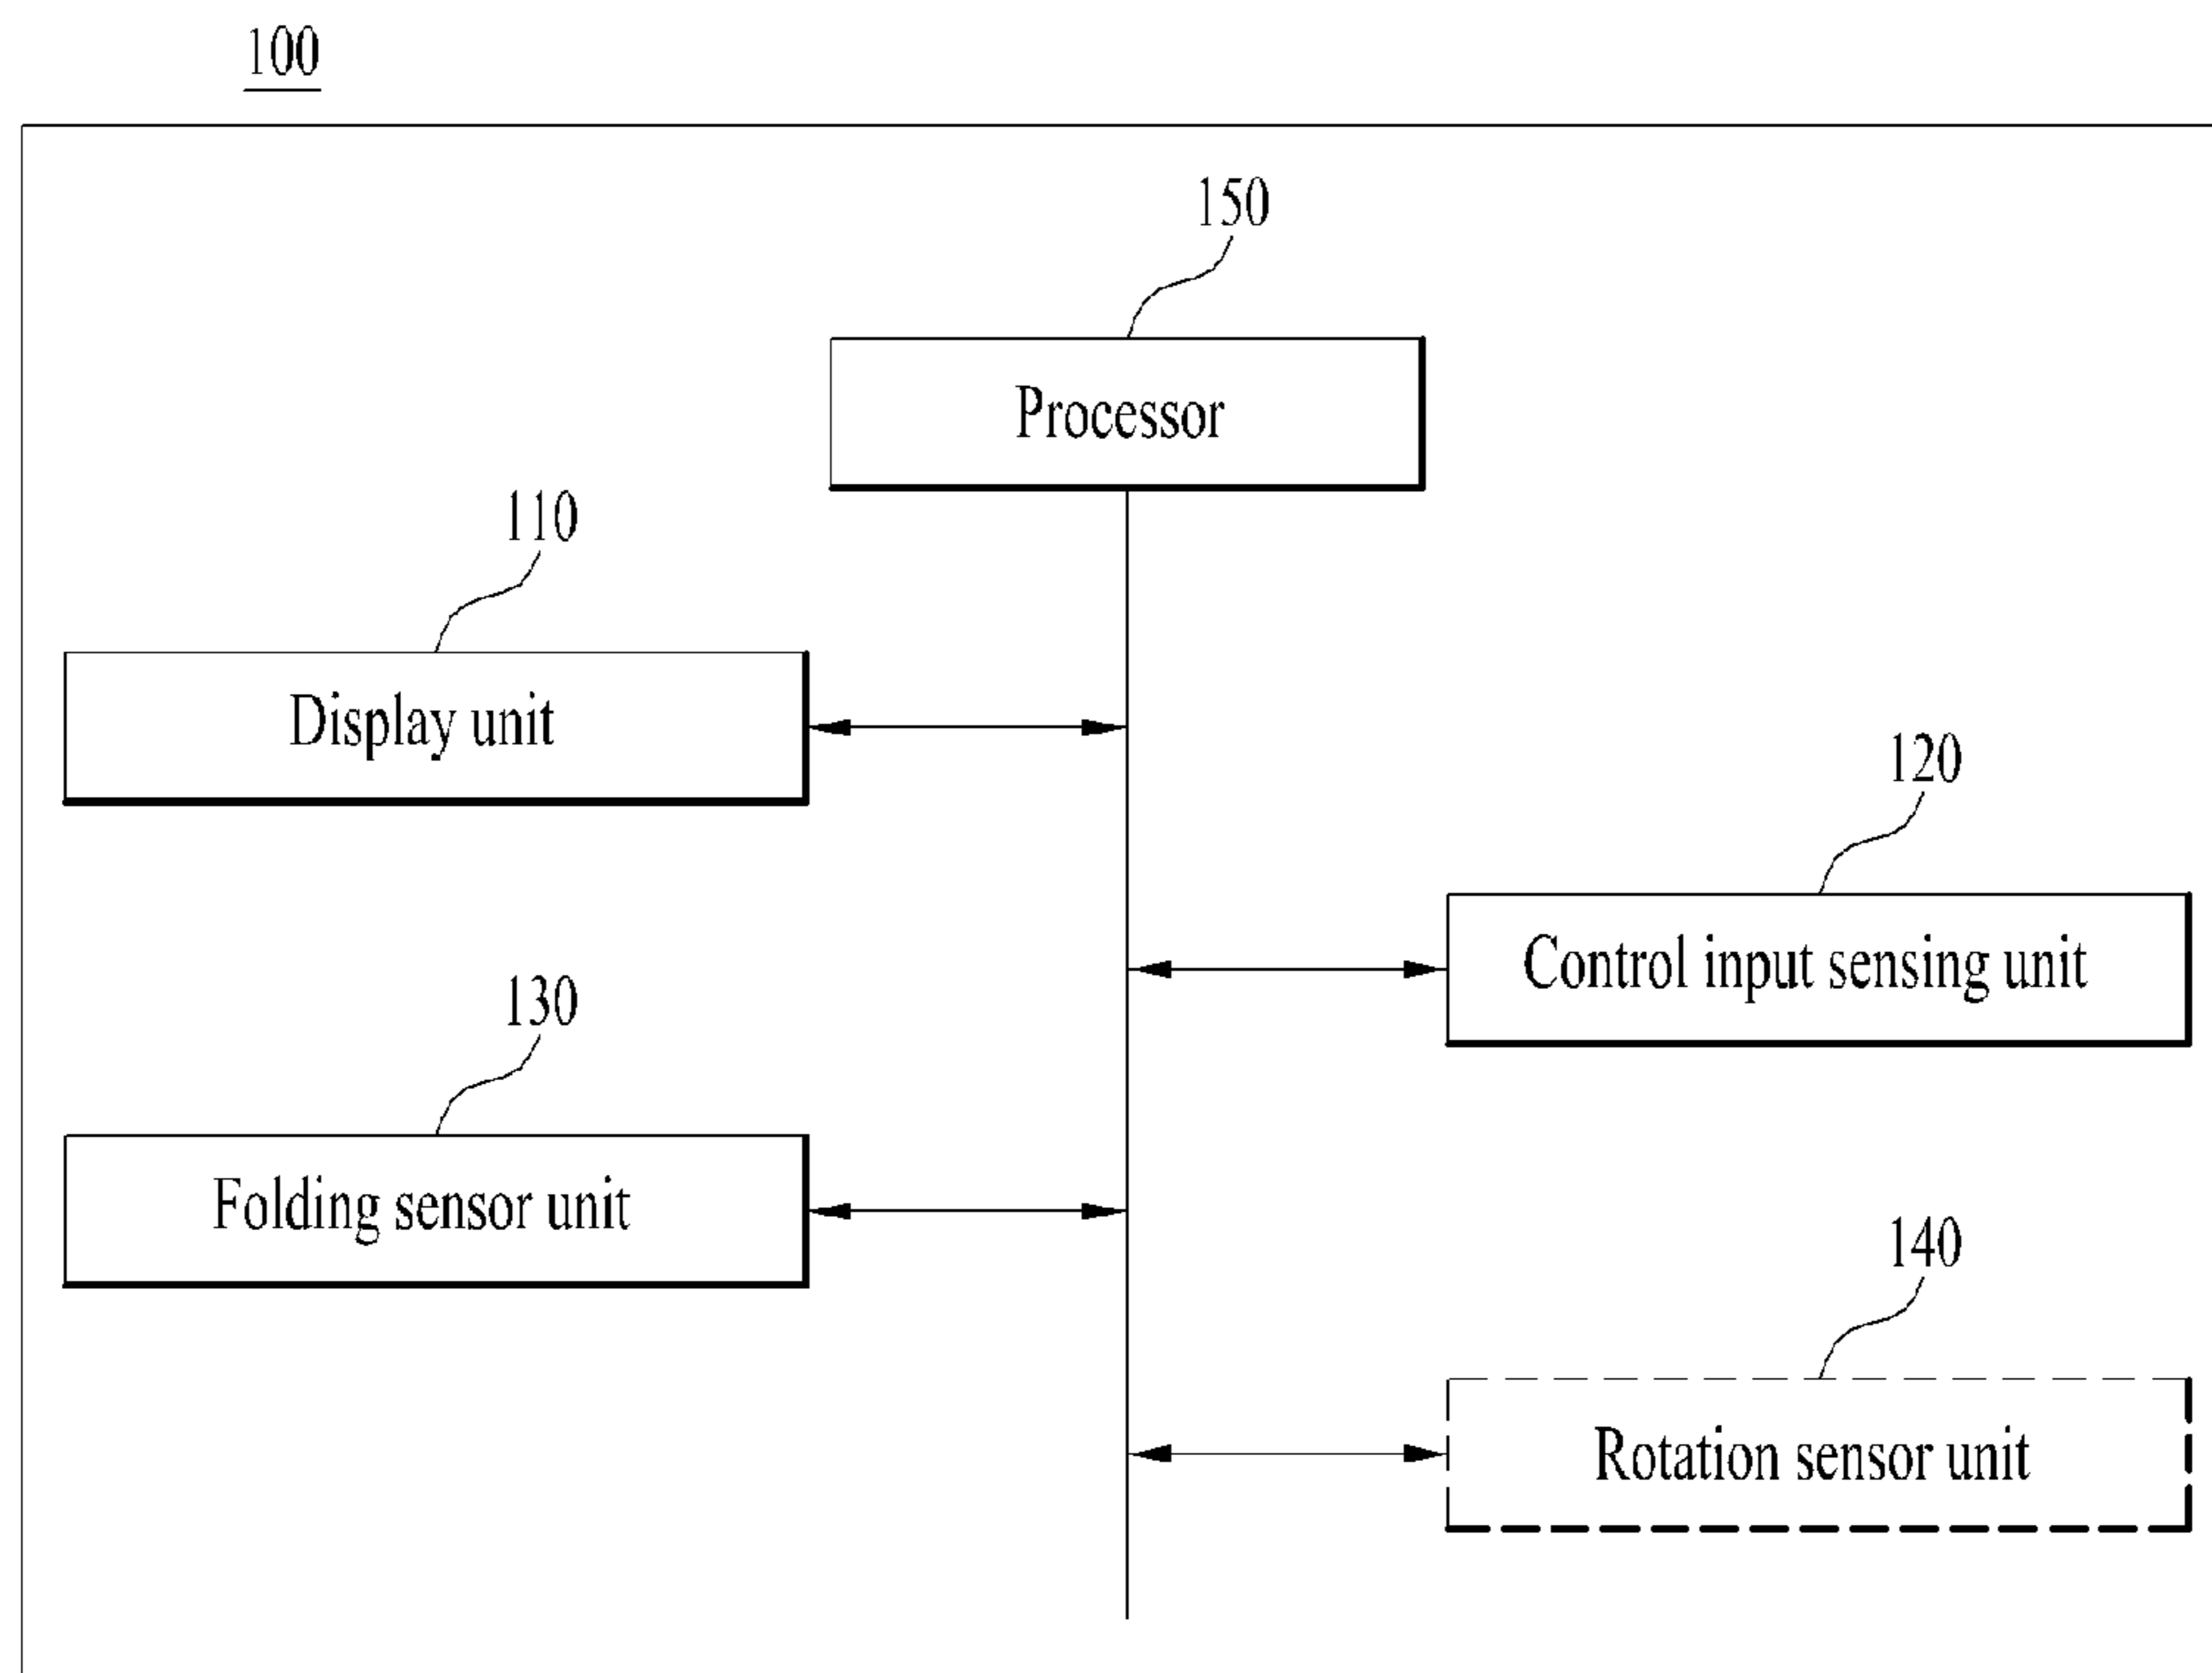 100
150
Processor
110
Display unit
120
Control input sensing unit
130
Folding sensor unit
140
Rotation sensor unit